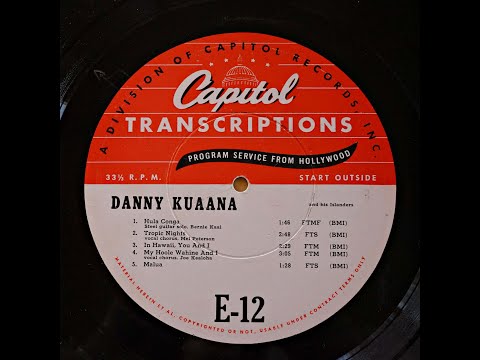 A DIVISION OF CAPITOL RECORDS, INC.
Capitol
TRANSCRIPTIONS
PROGRAM SERVICE FROM HOLLYWOOD
33⅓ R.P.M. START OUTSIDE
DANNY KUAANA and his Islanders
1. Hula Conga 1:46 FTMF (BMI)
Steel guitar solo, Bernie Kaai
2. Tropic Nights 2:48 FTS (BMI)
vocal chorus: Mel Peterson
3. In Hawaii, You And I 2:29 FTM (BMI)
4. My Hoole Wahine And I 3:05 FTM (BMI)
vocal chorus: Joe Kealoha
5. Malua 1:28 FTS (BMI)
E-12
MATERIAL HEREIN IS ALL COPYRIGHTED OR NOT, USABLE UNDER CONTRACT TERMS ONLY